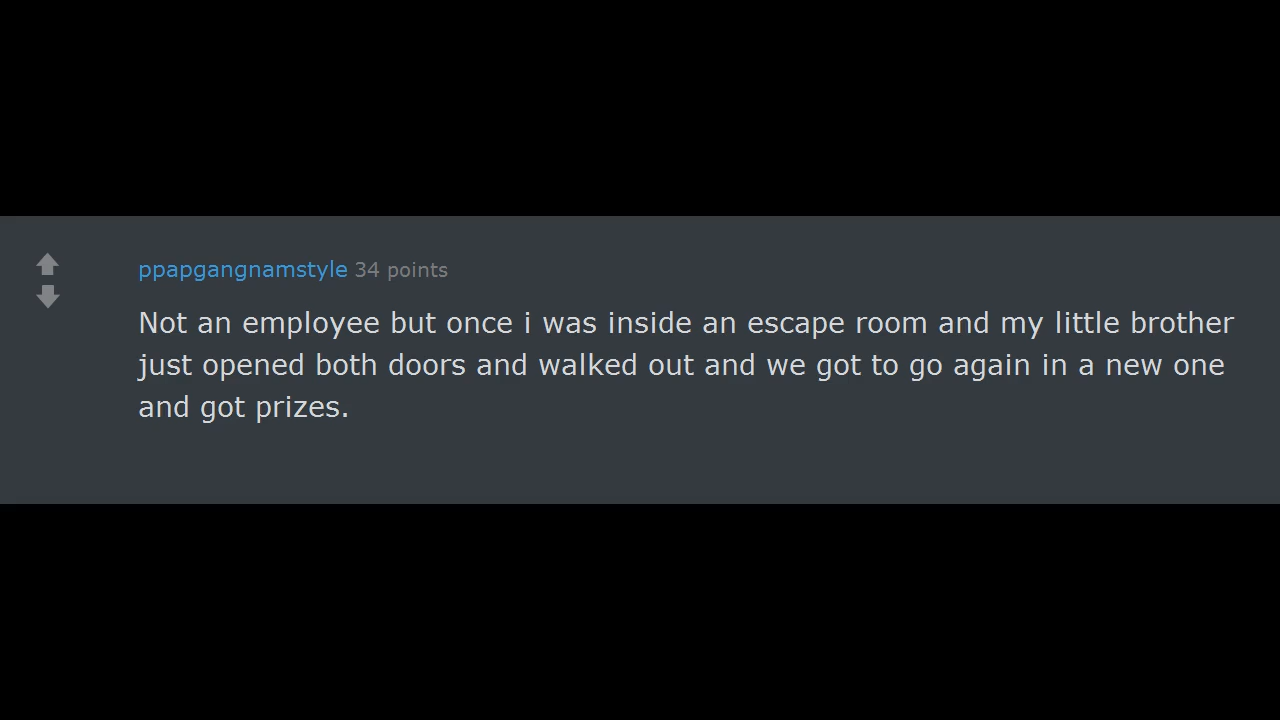 ppapgangnamstyle 34 points
Not an employee but once i was inside an escape room and my little brother
just opened both doors and walked out and we got to go again in a new one
and got prizes.